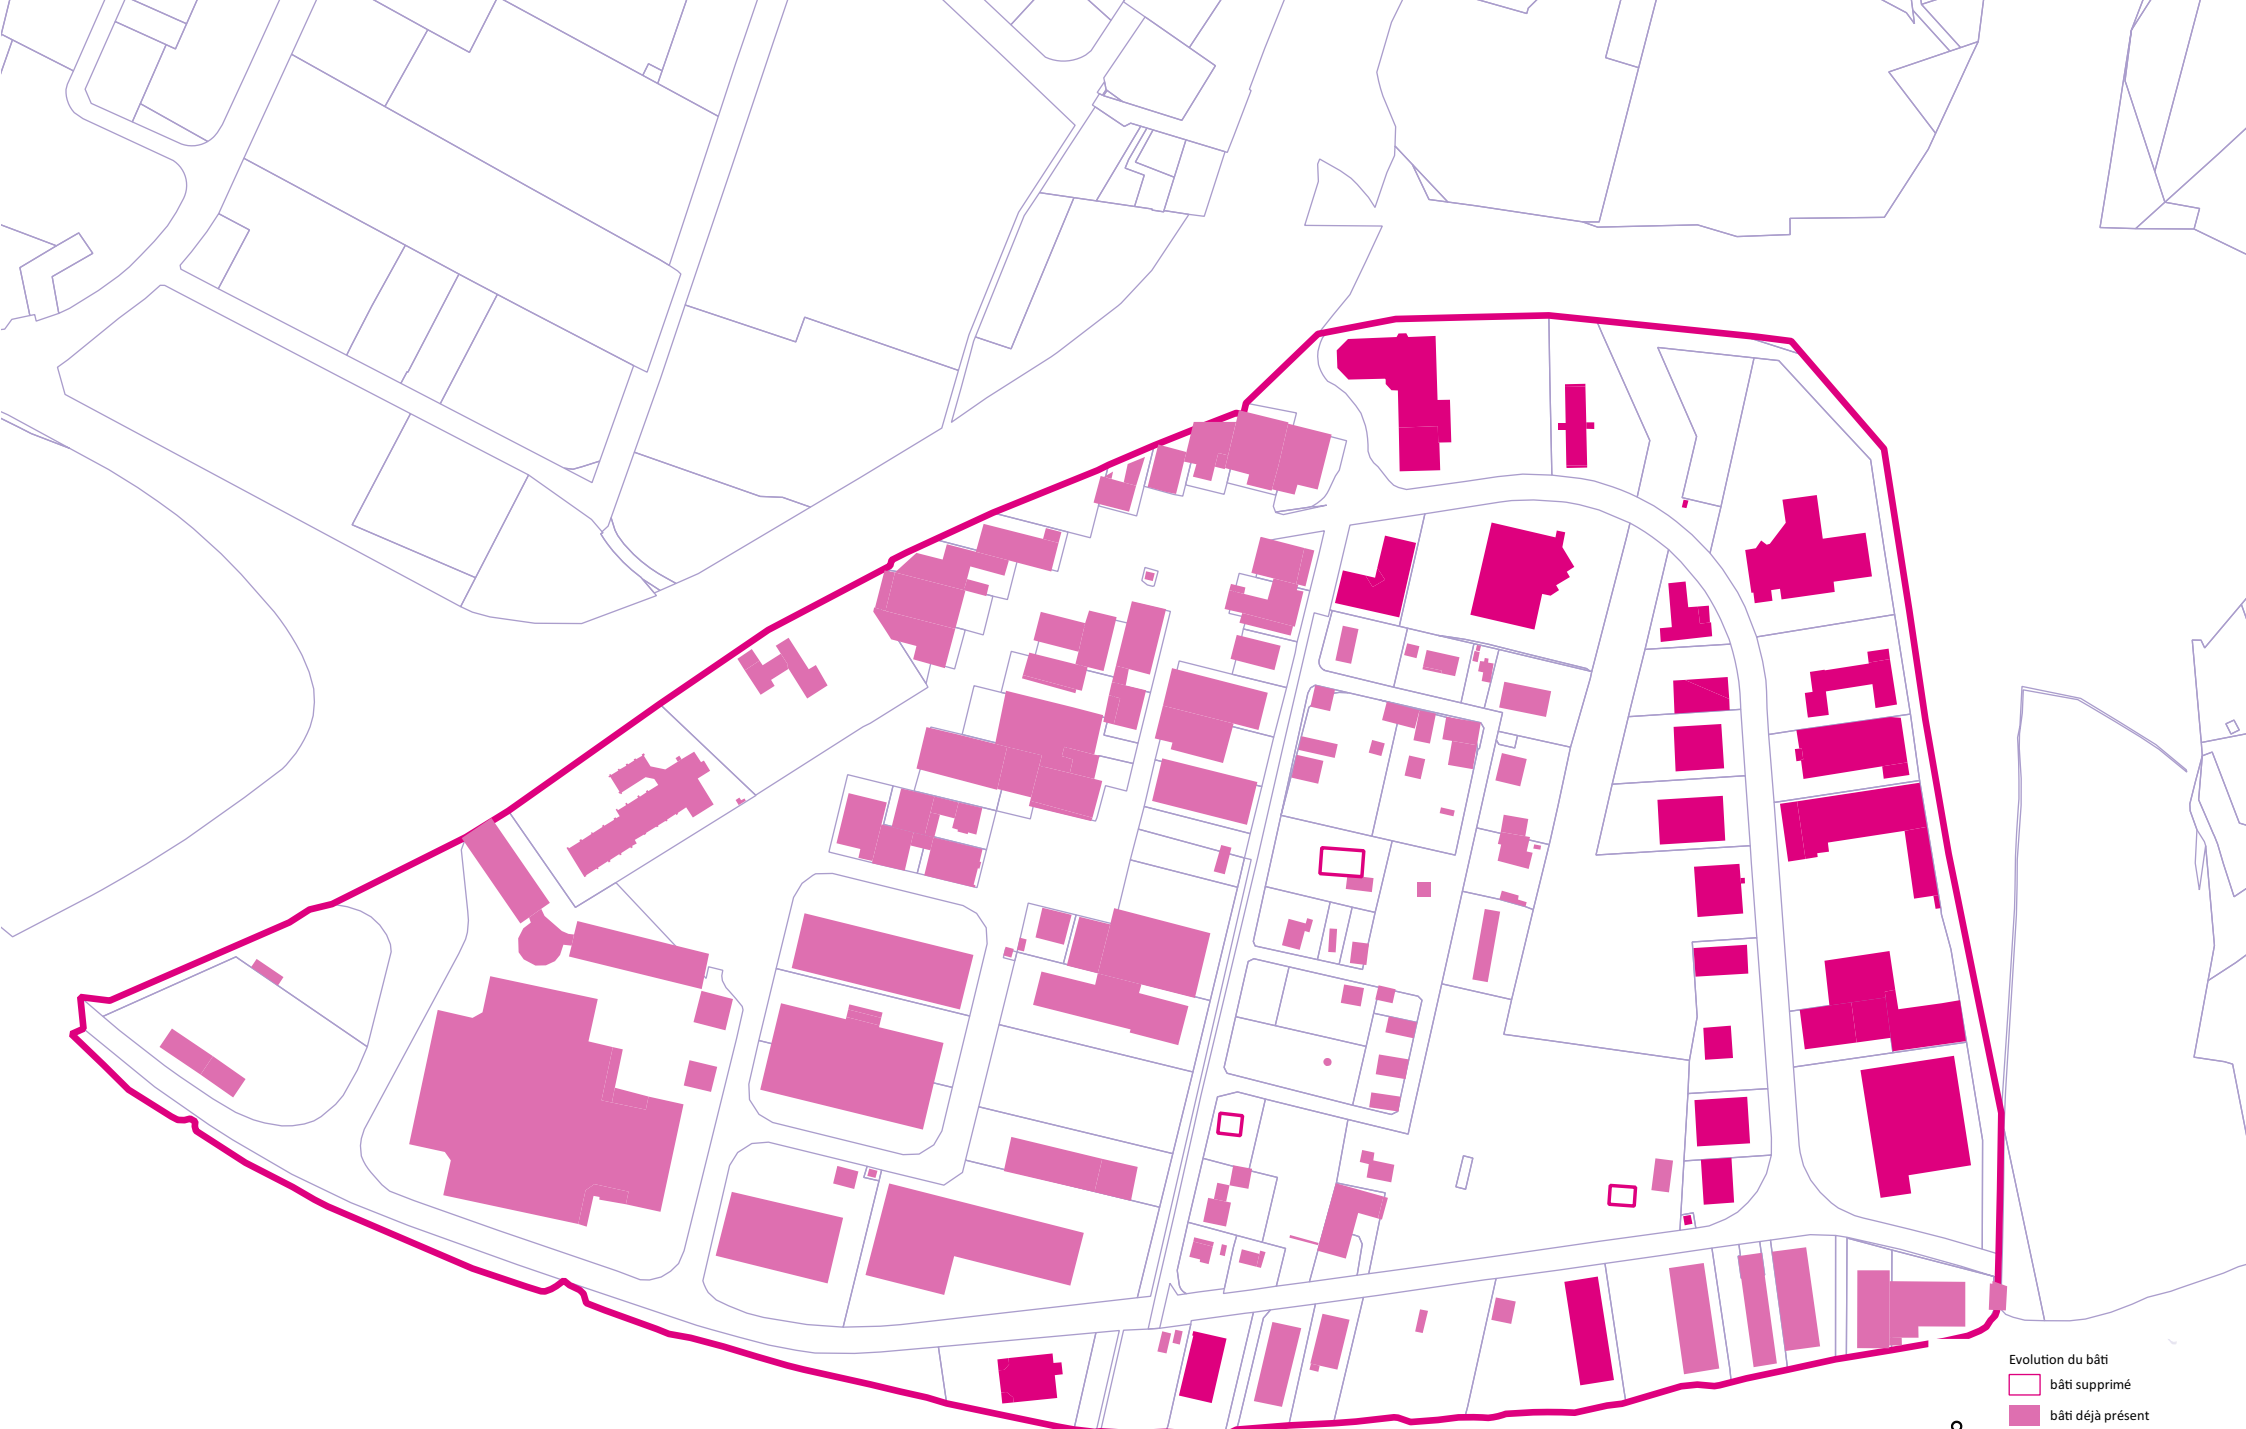 Evolution du bâti
bâti supprimé
bâti déjà présent